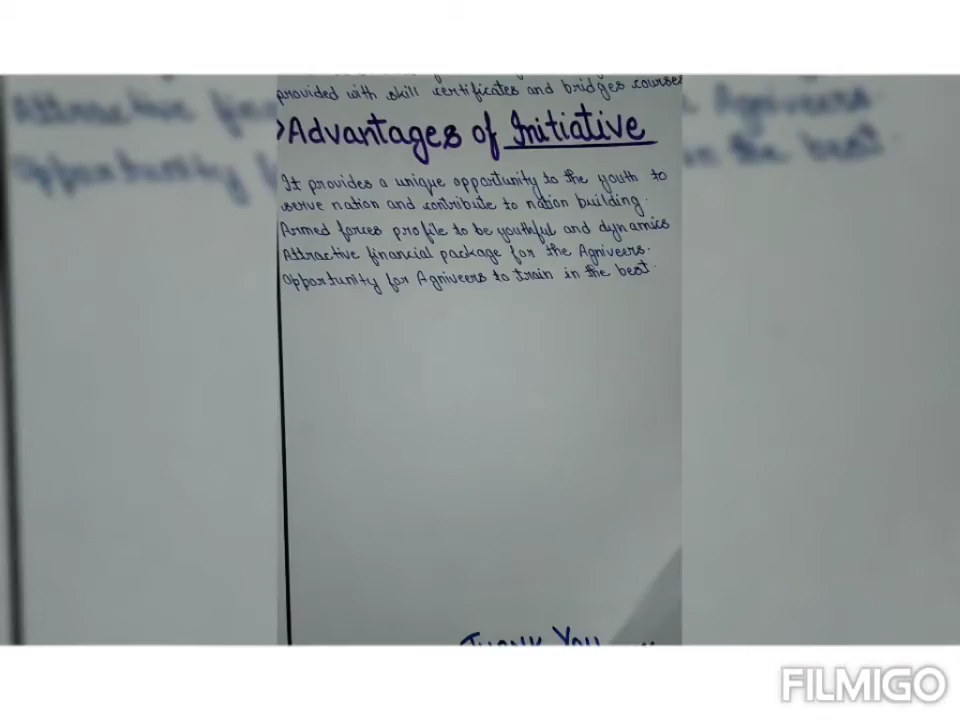 provided with skill certificates and bridges course
>Advantages of Initiative
It provides a unique opportunity to the youth to
serve nation and contribute to nation building.
Armed forces profile to be youthful and dynamics
Attractive financial package for the Agniveers.
Opportunity for Agniveers to train in the best.
THANK YOU
FILMIGO